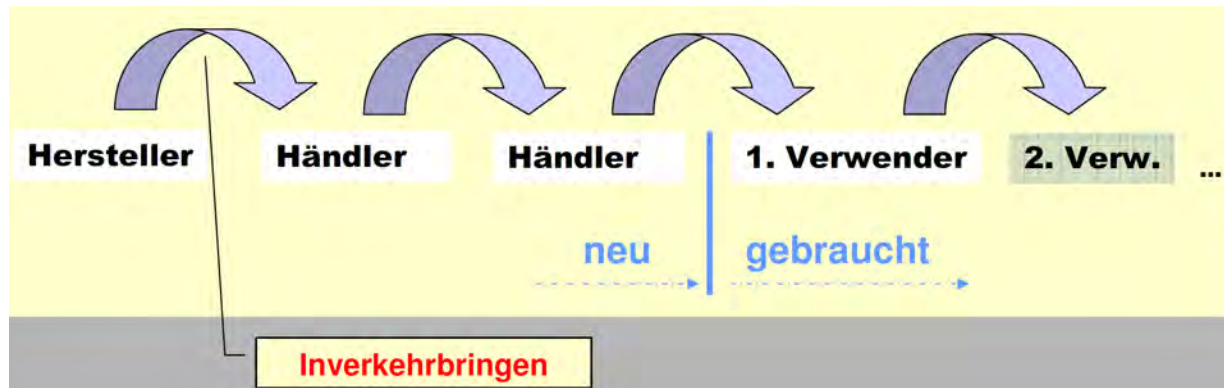 Hersteller Händler Händler 1. Verwender 2. Verw. ...
neu gebraucht
Inverkehrbringen